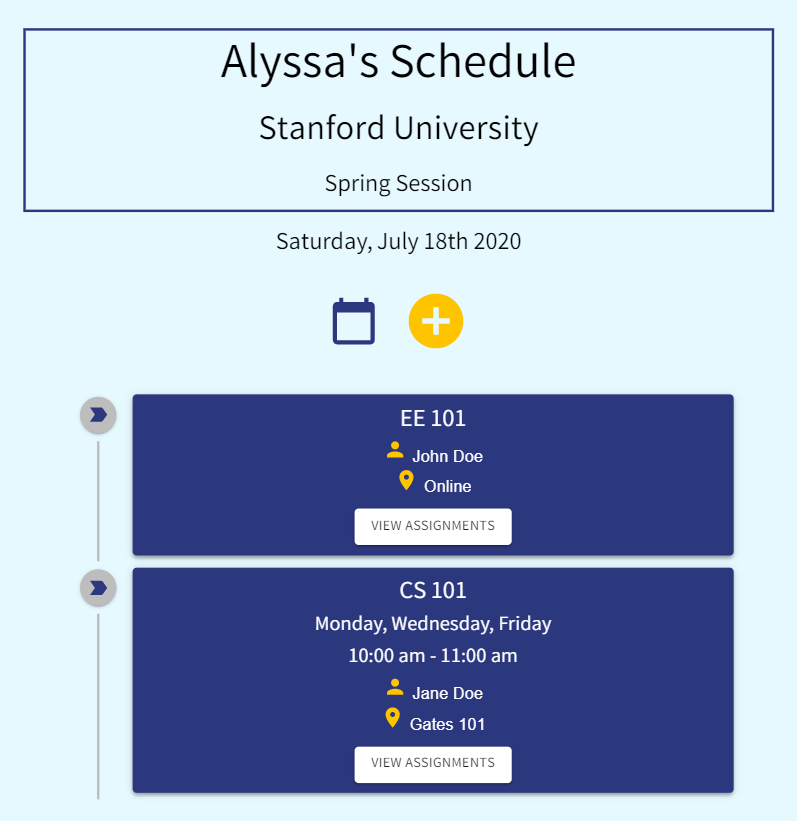 Alyssa's Schedule
Stanford University
Spring Session
Saturday, July 18th 2020
EE 101
John Doe
Online
VIEW ASSIGNMENTS
CS 101
Monday, Wednesday, Friday
10:00 am - 11:00 am
Jane Doe
Gates 101
VIEW ASSIGNMENTS